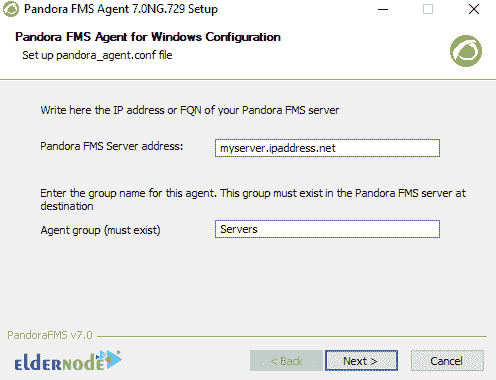 Pandora FMS Agent 7.0NG.729 Setup
Pandora FMS Agent for Windows Configuration
Set up pandora_agent.conf file
Write here the IP address or FQN of your Pandora FMS server
Pandora FMS Server address:
myserver.ipaddress.net
Enter the group name for this agent. This group must exist in the Pandora FMS server at
destination
Agent group (must exist)
Servers
PandoraFMS v7.0
eldernode
< Back
Next >
Cancel